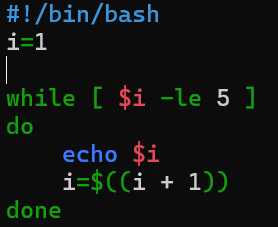 #!/bin/bash
i=1
while [ $i -le 5 ]
do
    echo $i
    i=$((i + 1))
done